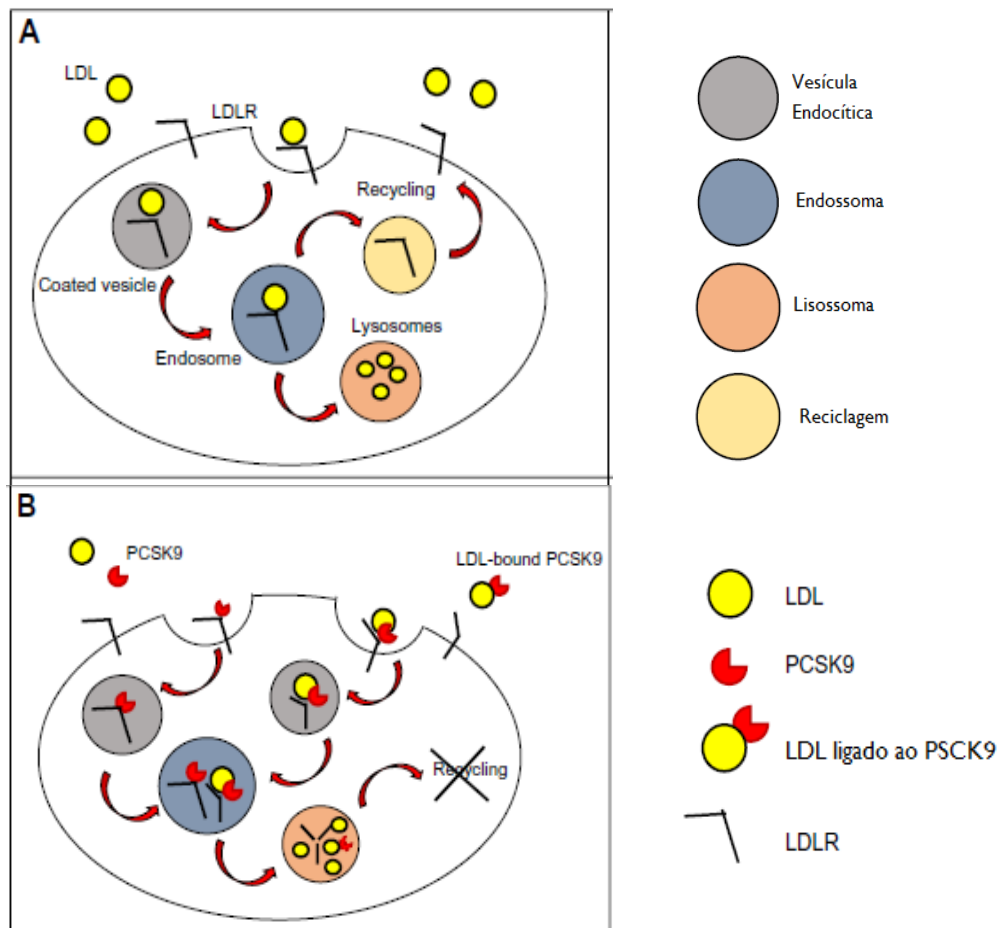 A
LDL
LDLR
Recycling
Coated vesicle
Lysosomes
Endosome
Vesícula
Endocítica
Endossoma
Lisossoma
Reciclagem
B
PCSK9
LDL-bound PCSK9
Recycling
LDL
PCSK9
LDL ligado ao PSCK9
LDLR